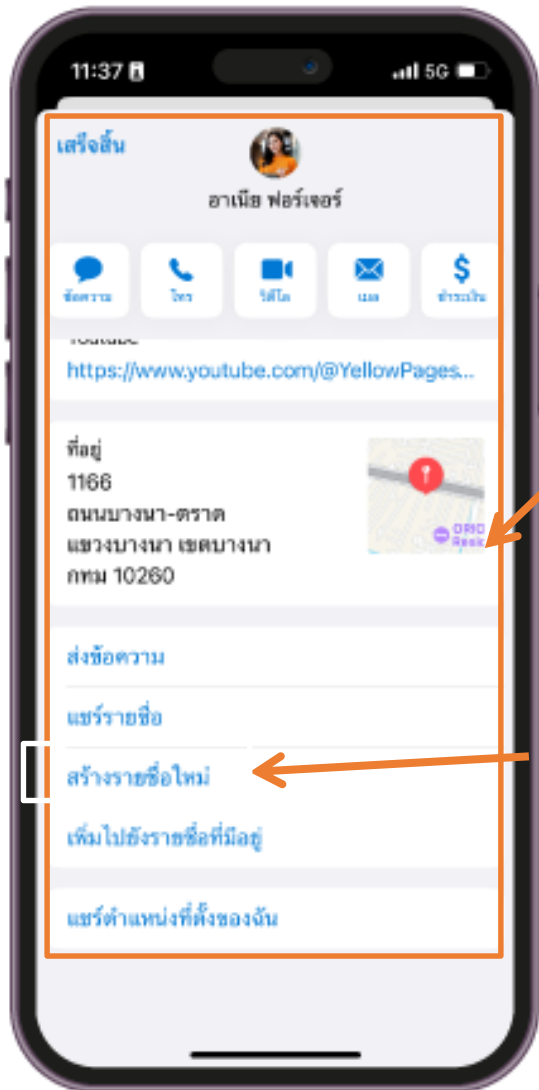 11:37
5G
เสร็จสิ้น
อาเนีย ฟอร์เจอร์
ข้อความ
โทร
วิดีโอ
เมล
ชำระเงิน
Youtube
https://www.youtube.com/@YellowPages...
ที่อยู่
1166
ถนนบางนา-ตราด
แขวงบางนา เขตบางนา
กทม 10260
ส่งข้อความ
แชร์รายชื่อ
สร้างรายชื่อใหม่
เพิ่มไปยังรายชื่อที่มีอยู่
แชร์ตำแหน่งที่ตั้งของฉัน